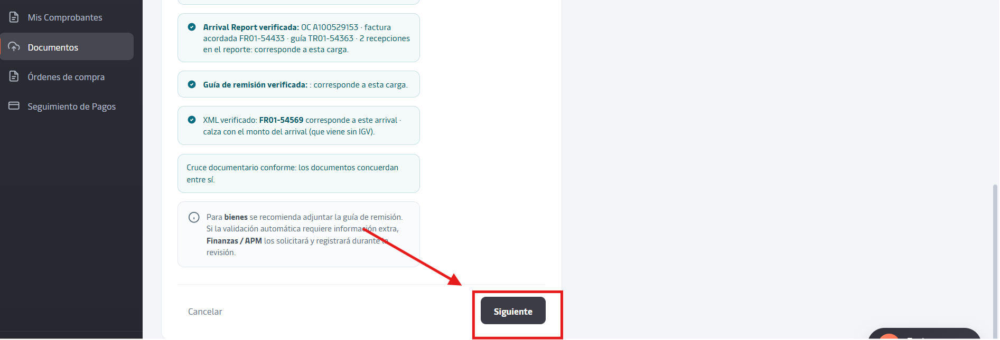 Mis Comprobantes
Documentos
Órdenes de compra
Seguimiento de Pagos
Arrival Report verificada: OC A100529153 · factura
acordada FR01-54433 · guía TR01-54363 · 2 recepciones
en el reporte: corresponde a esta carga.
Guía de remisión verificada: : corresponde a esta carga.
XML verificado: FR01-54569 corresponde a este arrival ·
calza con el monto del arrival (que viene sin IGV).
Cruce documentario conforme: los documentos concuerdan
entre sí.
Para bienes se recomienda adjuntar la guía de remisión.
Si la validación automática requiere información extra,
Finanzas / APM los solicitará y registrará durante la
revisión.
Cancelar
Siguiente